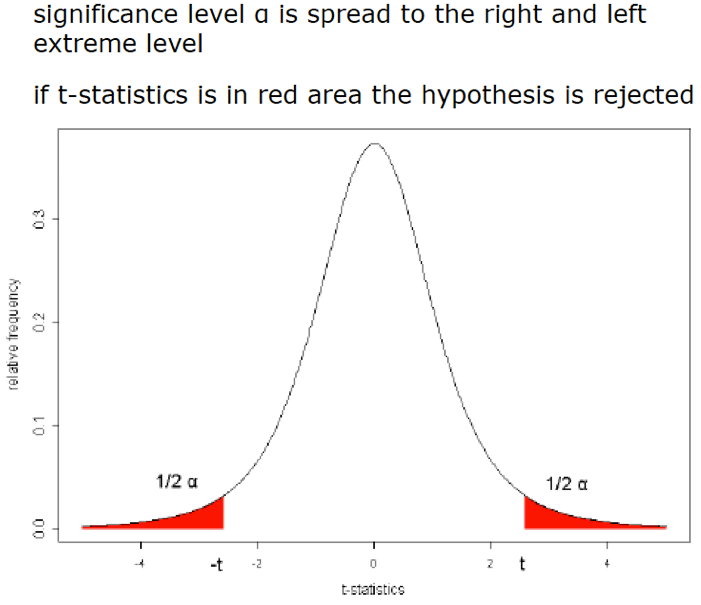 significance level α is spread to the right and left
extreme level
if t-statistics is in red area the hypothesis is rejected
relative frequency
0.3
0.2
0.1
0.0
1/2 α
1/2 α
-4
-t
-2
0
2
t
4
t-statistics